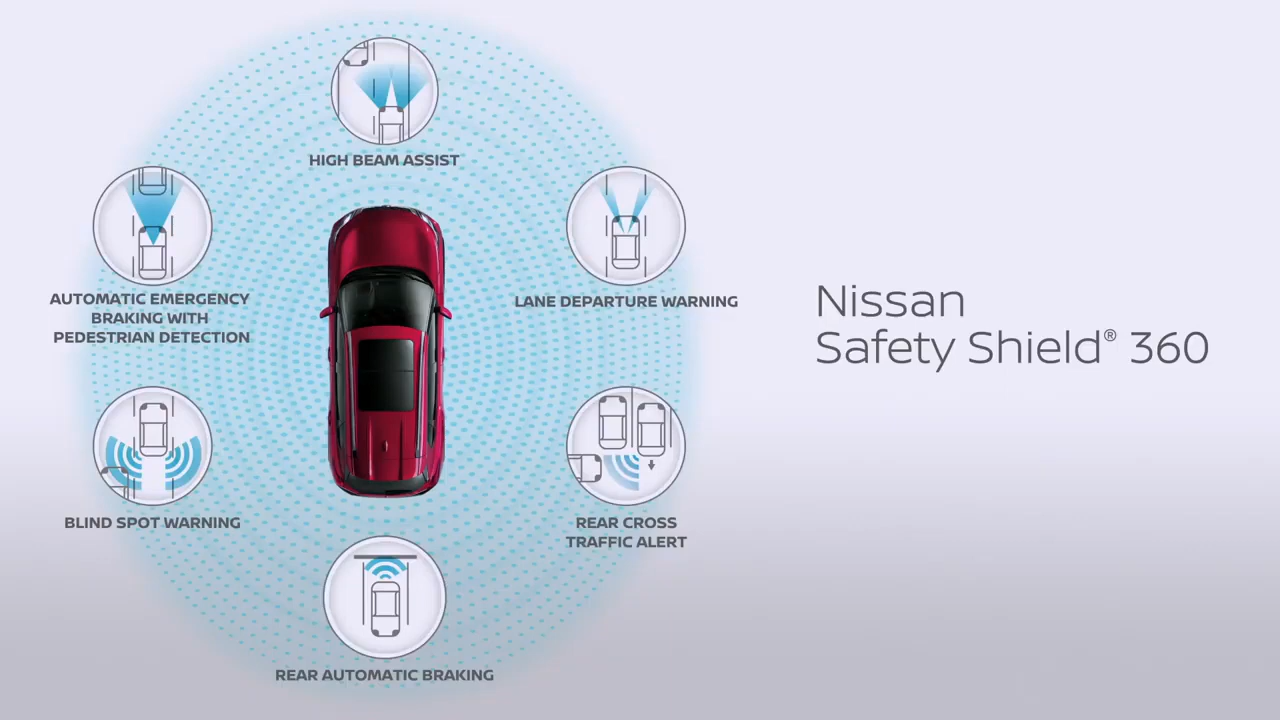 HIGH BEAM ASSIST
AUTOMATIC EMERGENCY
BRAKING WITH
PEDESTRIAN DETECTION
LANE DEPARTURE WARNING
Nissan
Safety Shield® 360
BLIND SPOT WARNING
REAR CROSS
TRAFFIC ALERT
REAR AUTOMATIC BRAKING